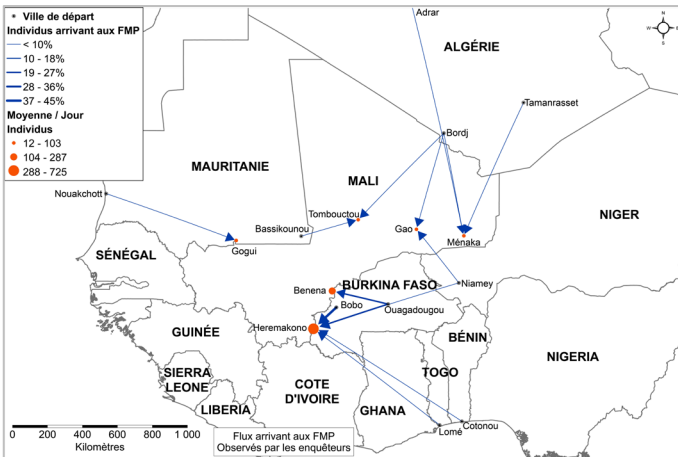 Ville de départ
Individus arrivant aux FMP
< 10%
10 - 18%
19 - 27%
28 - 36%
37 - 45%
Moyenne / Jour
Individus
12 - 103
104 - 287
288 - 725
Adrar
ALGÉRIE
N
W
E
S
Tamanrasset
Bordj
MAURITANIE
MALI
Nouakchott
Tombouctou
Bassikounou
Gao
Ménaka
NIGER
Gogui
SÉNÉGAL
BURKINA FASO
Niamey
Benena
Bobo
Ouagadougou
Heremakono
GUINÉE
BÉNIN
NIGERIA
SIERRA
LEONE
COTE
D'IVOIRE
TOGO
LIBERIA
GHANA
Lomé
Cotonou
0 200 400 600 800 1 000
Kilomètres
Flux arrivant aux FMP
Observés par les enquêteurs